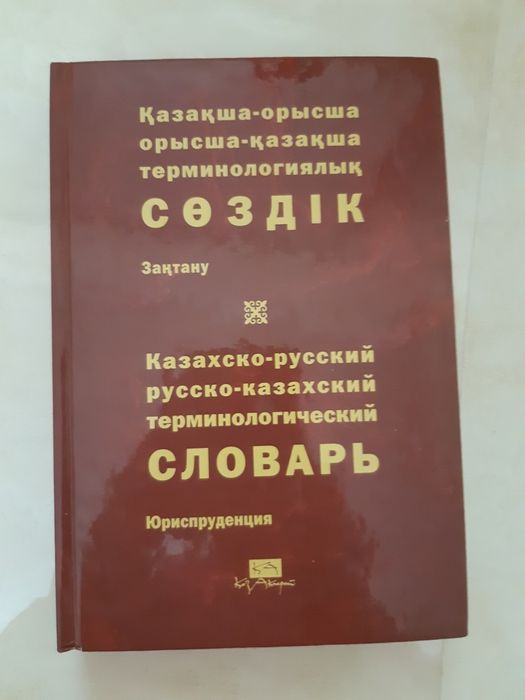 Қазақша-орысша
орысша-қазақша
терминологиялық
СӨЗДІК
Заңтану
Казахско-русский
русско-казахский
терминологический
СЛОВАРЬ
Юриспруденция